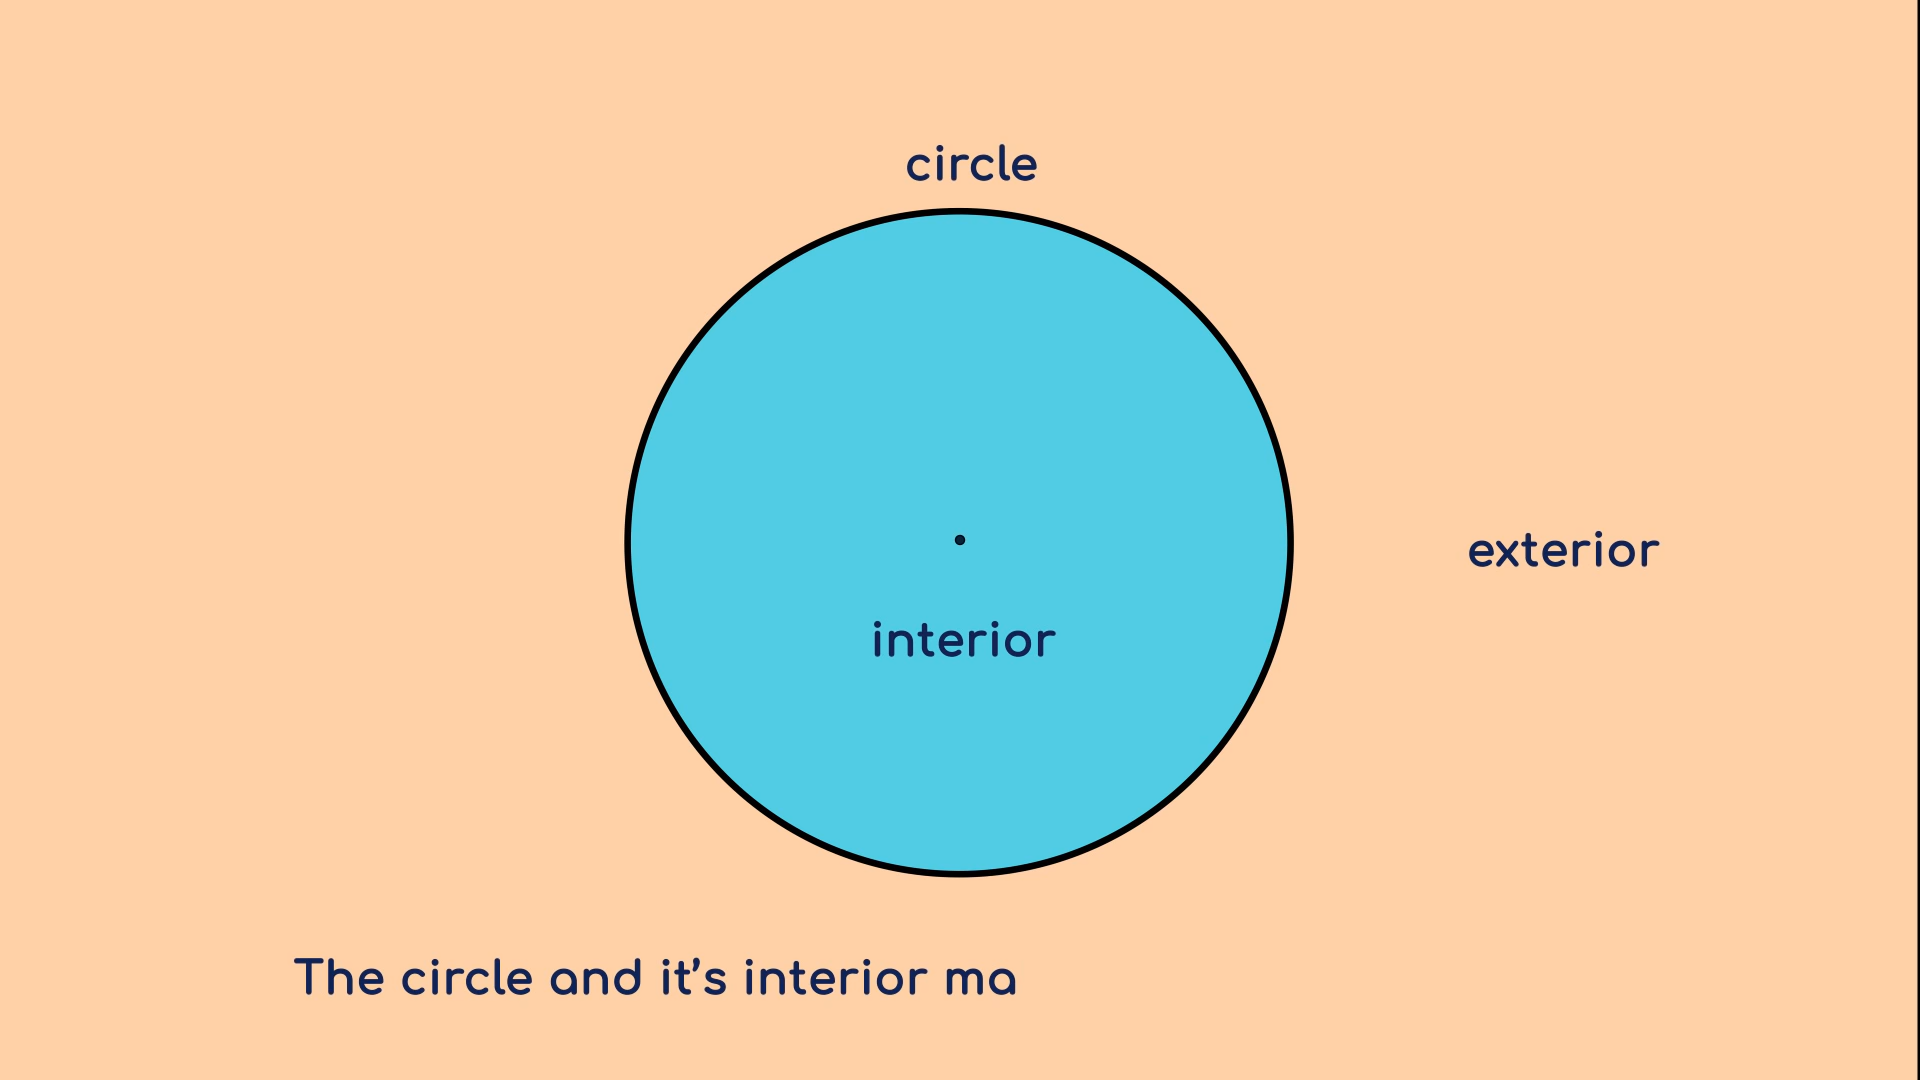 circle
exterior
interior
The circle and it’s interior ma